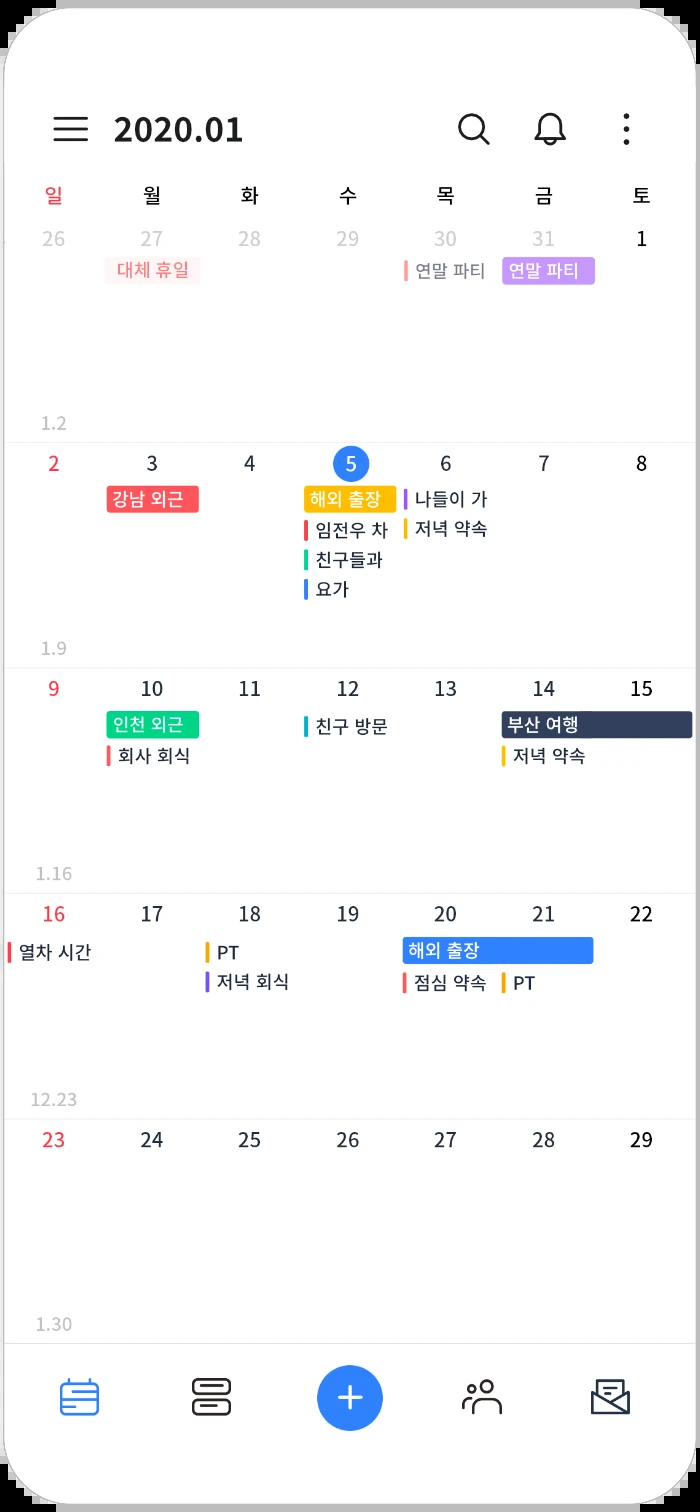 2020.01
일 월 화 수 목 금 토
26 27 28 29 30 31 1
대체 휴일 연말 파티 연말 파티
1.2
2 3 4 5 6 7 8
강남 외근 해외 출장 나들이 가
임전우 차 저녁 약속
친구들과
요가
1.9
9 10 11 12 13 14 15
인천 외근 친구 방문 부산 여행
회사 회식 저녁 약속
1.16
16 17 18 19 20 21 22
열차 시간 PT 해외 출장
저녁 회식 점심 약속 PT
12.23
23 24 25 26 27 28 29
1.30